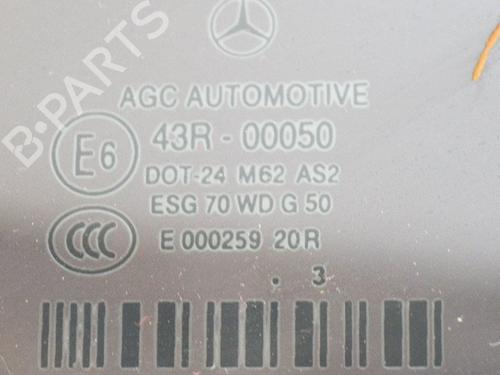 B-PARTS
AGC AUTOMOTIVE
E6
43R-00050
DOT-24 M62 AS2
ESG 70 WD G 50
CCC
E 000259 20R
. 3